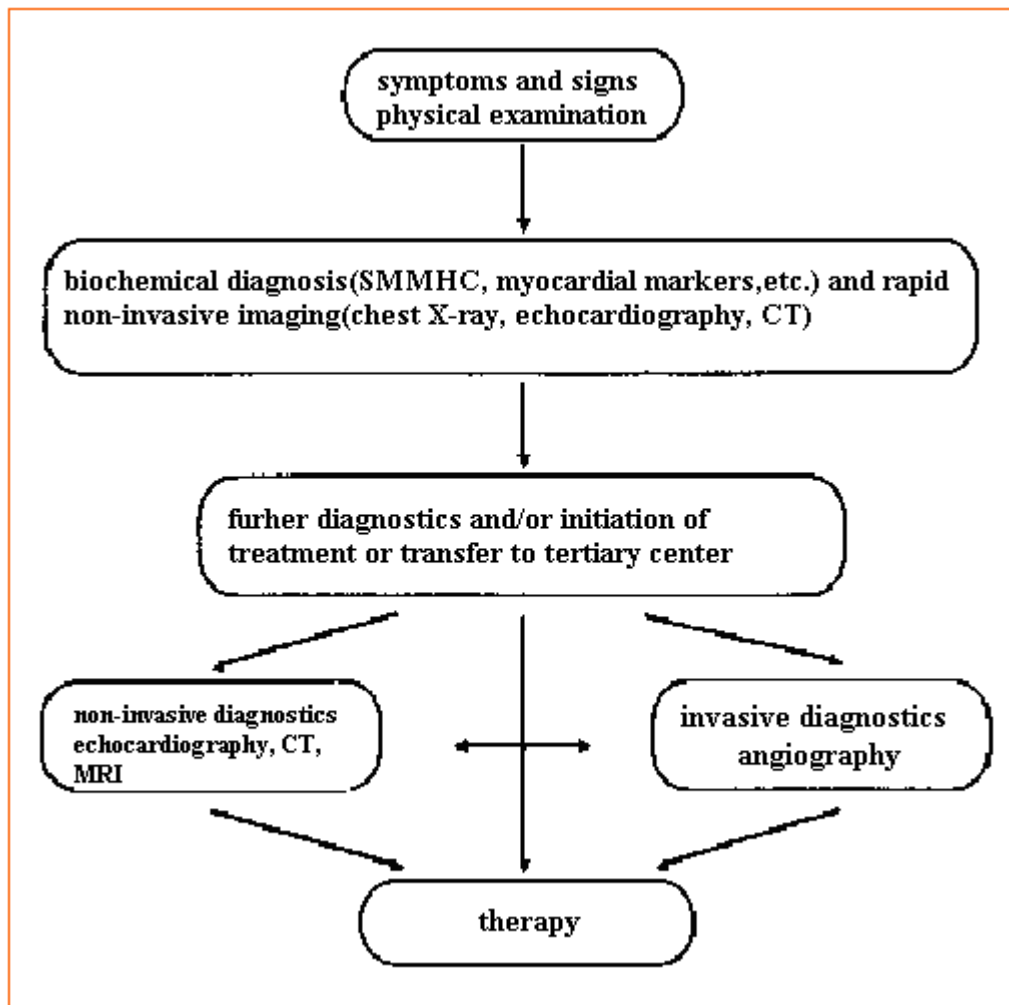 symptoms and signs
physical examination
biochemical diagnosis(SMMHC, myocardial markers,etc.) and rapid
non-invasive imaging(chest X-ray, echocardiography, CT)
furher diagnostics and/or initiation of
treatment or transfer to tertiary center
non-invasive diagnostics
echocardiography, CT,
MRI
invasive diagnostics
angiography
therapy